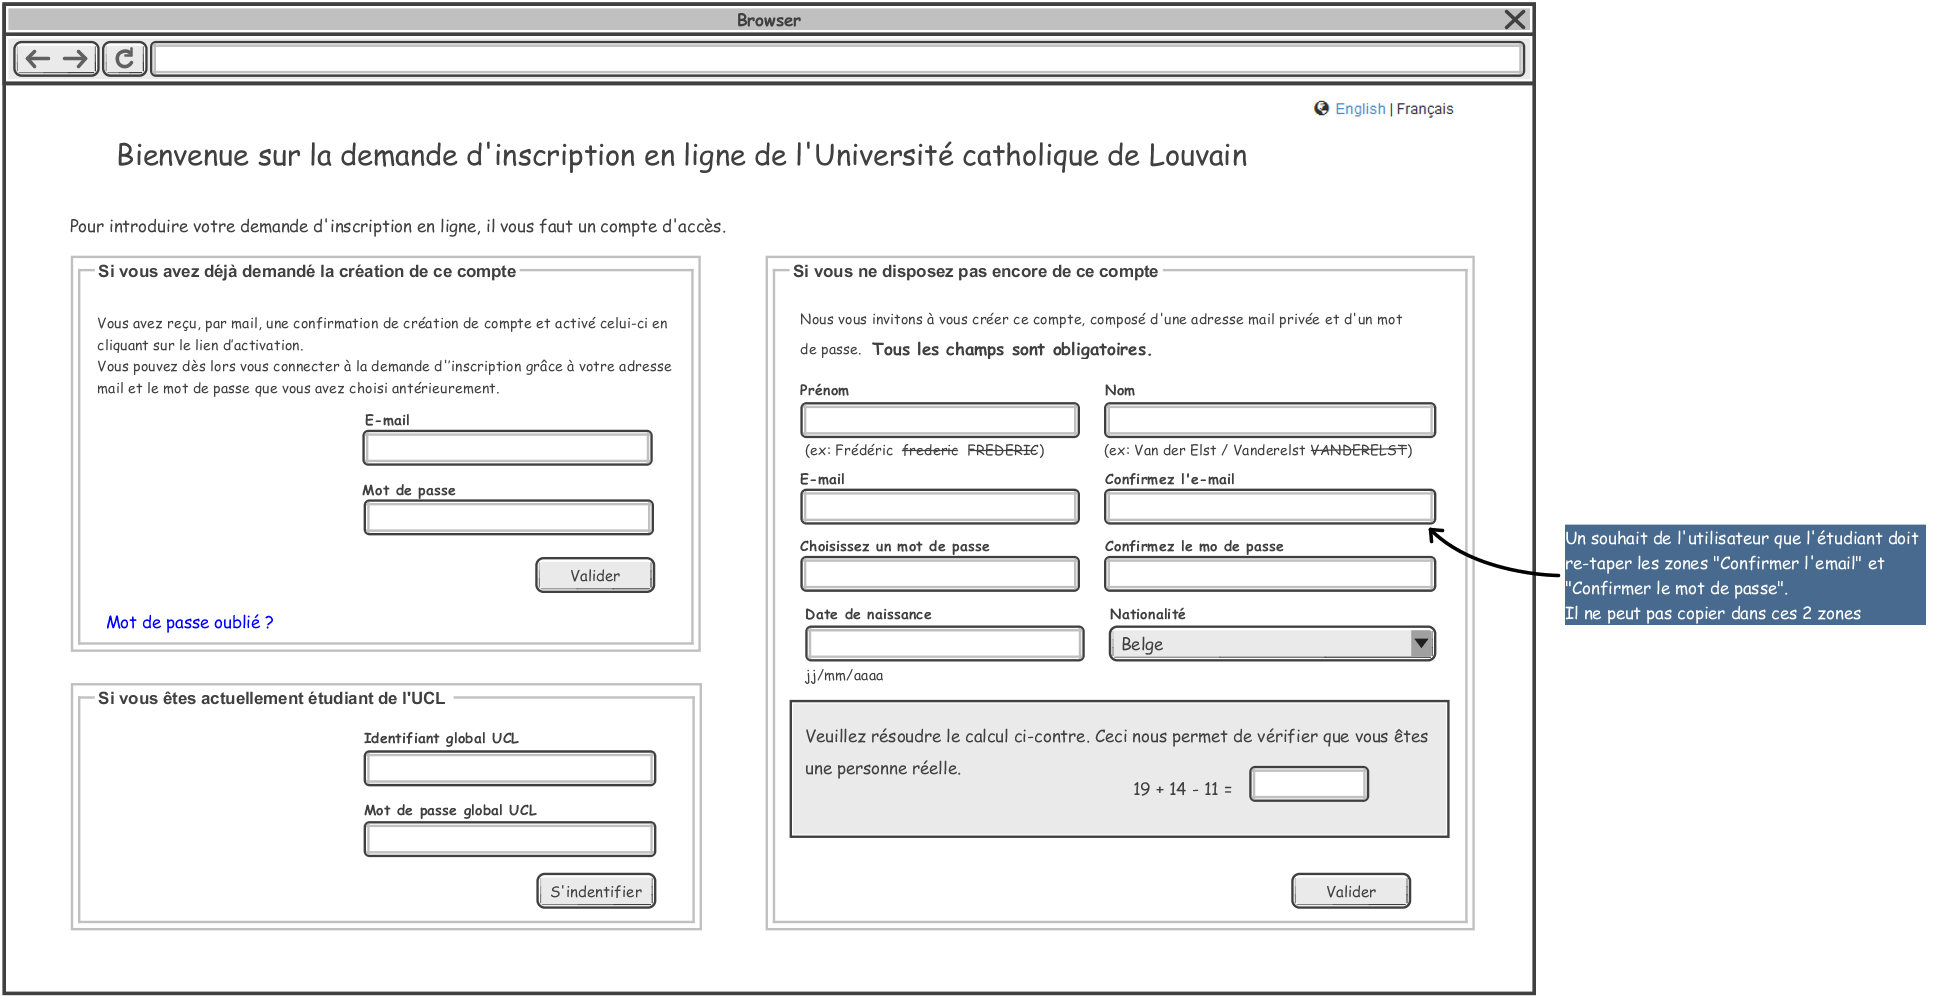 Browser
English | Français
Bienvenue sur la demande d'inscription en ligne de l'Université catholique de Louvain
Pour introduire votre demande d'inscription en ligne, il vous faut un compte d'accès.
Si vous avez déjà demandé la création de ce compte
Vous avez reçu, par mail, une confirmation de création de compte et activé celui-ci en
cliquant sur le lien d'activation.
Vous pouvez dès lors vous connecter à la demande d''inscription grâce à votre adresse
mail et le mot de passe que vous avez choisi antérieurement.
E-mail
Mot de passe
Valider
Mot de passe oublié ?
Si vous êtes actuellement étudiant de l'UCL
Identifiant global UCL
Mot de passe global UCL
S'indentifier
Si vous ne disposez pas encore de ce compte
Nous vous invitons à vous créer ce compte, composé d'une adresse mail privée et d'un mot
de passe. Tous les champs sont obligatoires.
Prénom Nom
(ex: Frédéric frederic FREDERIC) (ex: Van der Elst / Vanderelst VANDERELST)
E-mail Confirmez l'e-mail
Choisissez un mot de passe Confirmez le mo de passe
Date de naissance Nationalité
Belge
jj/mm/aaaa
Veuillez résoudre le calcul ci-contre. Ceci nous permet de vérifier que vous êtes
une personne réelle.
19 + 14 - 11 =
Valider
Un souhait de l'utilisateur que l'étudiant doit
re-taper les zones "Confirmer l'email" et
"Confirmer le mot de passe".
Il ne peut pas copier dans ces 2 zones